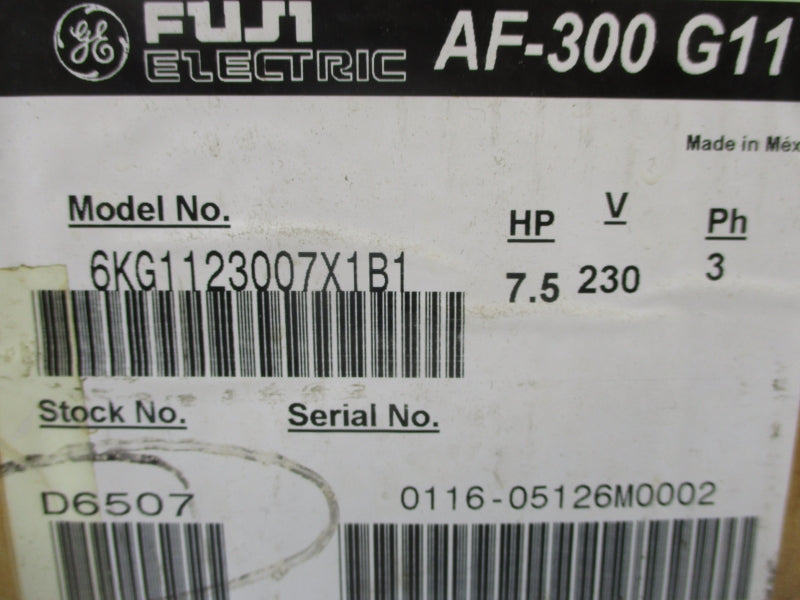 GE FUJI ELECTRIC AF-300 G11
Made in Méx
Model No. HP V Ph
6KG1123007X1B1 7.5 230 3
Stock No. Serial No.
D6507 0116-05126M0002